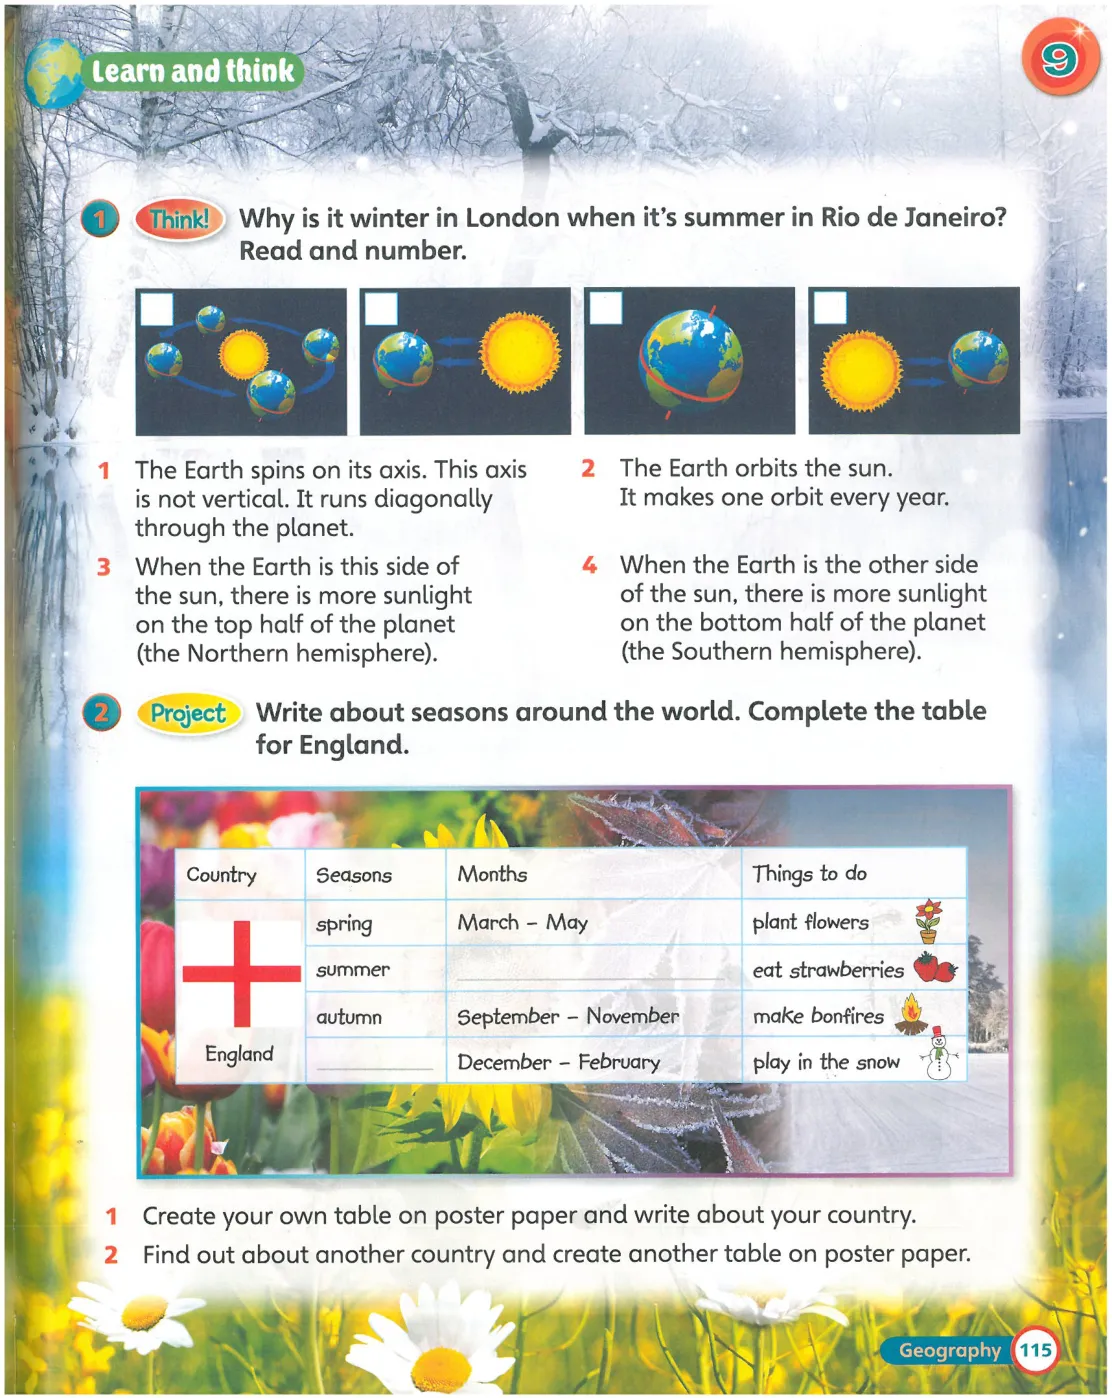 Learn and think
9
1
Think!
Why is it winter in London when it's summer in Rio de Janeiro?
Read and number.
1 The Earth spins on its axis. This axis
is not vertical. It runs diagonally
through the planet.
2 The Earth orbits the sun.
It makes one orbit every year.
3 When the Earth is this side of
the sun, there is more sunlight
on the top half of the planet
(the Northern hemisphere).
4 When the Earth is the other side
of the sun, there is more sunlight
on the bottom half of the planet
(the Southern hemisphere).
2
Project
Write about seasons around the world. Complete the table
for England.
Country Seasons Months Things to do
spring March – May plant flowers
summer eat strawberries
autumn September – November make bonfires
England
December – February play in the snow
1 Create your own table on poster paper and write about your country.
2 Find out about another country and create another table on poster paper.
Geography 115